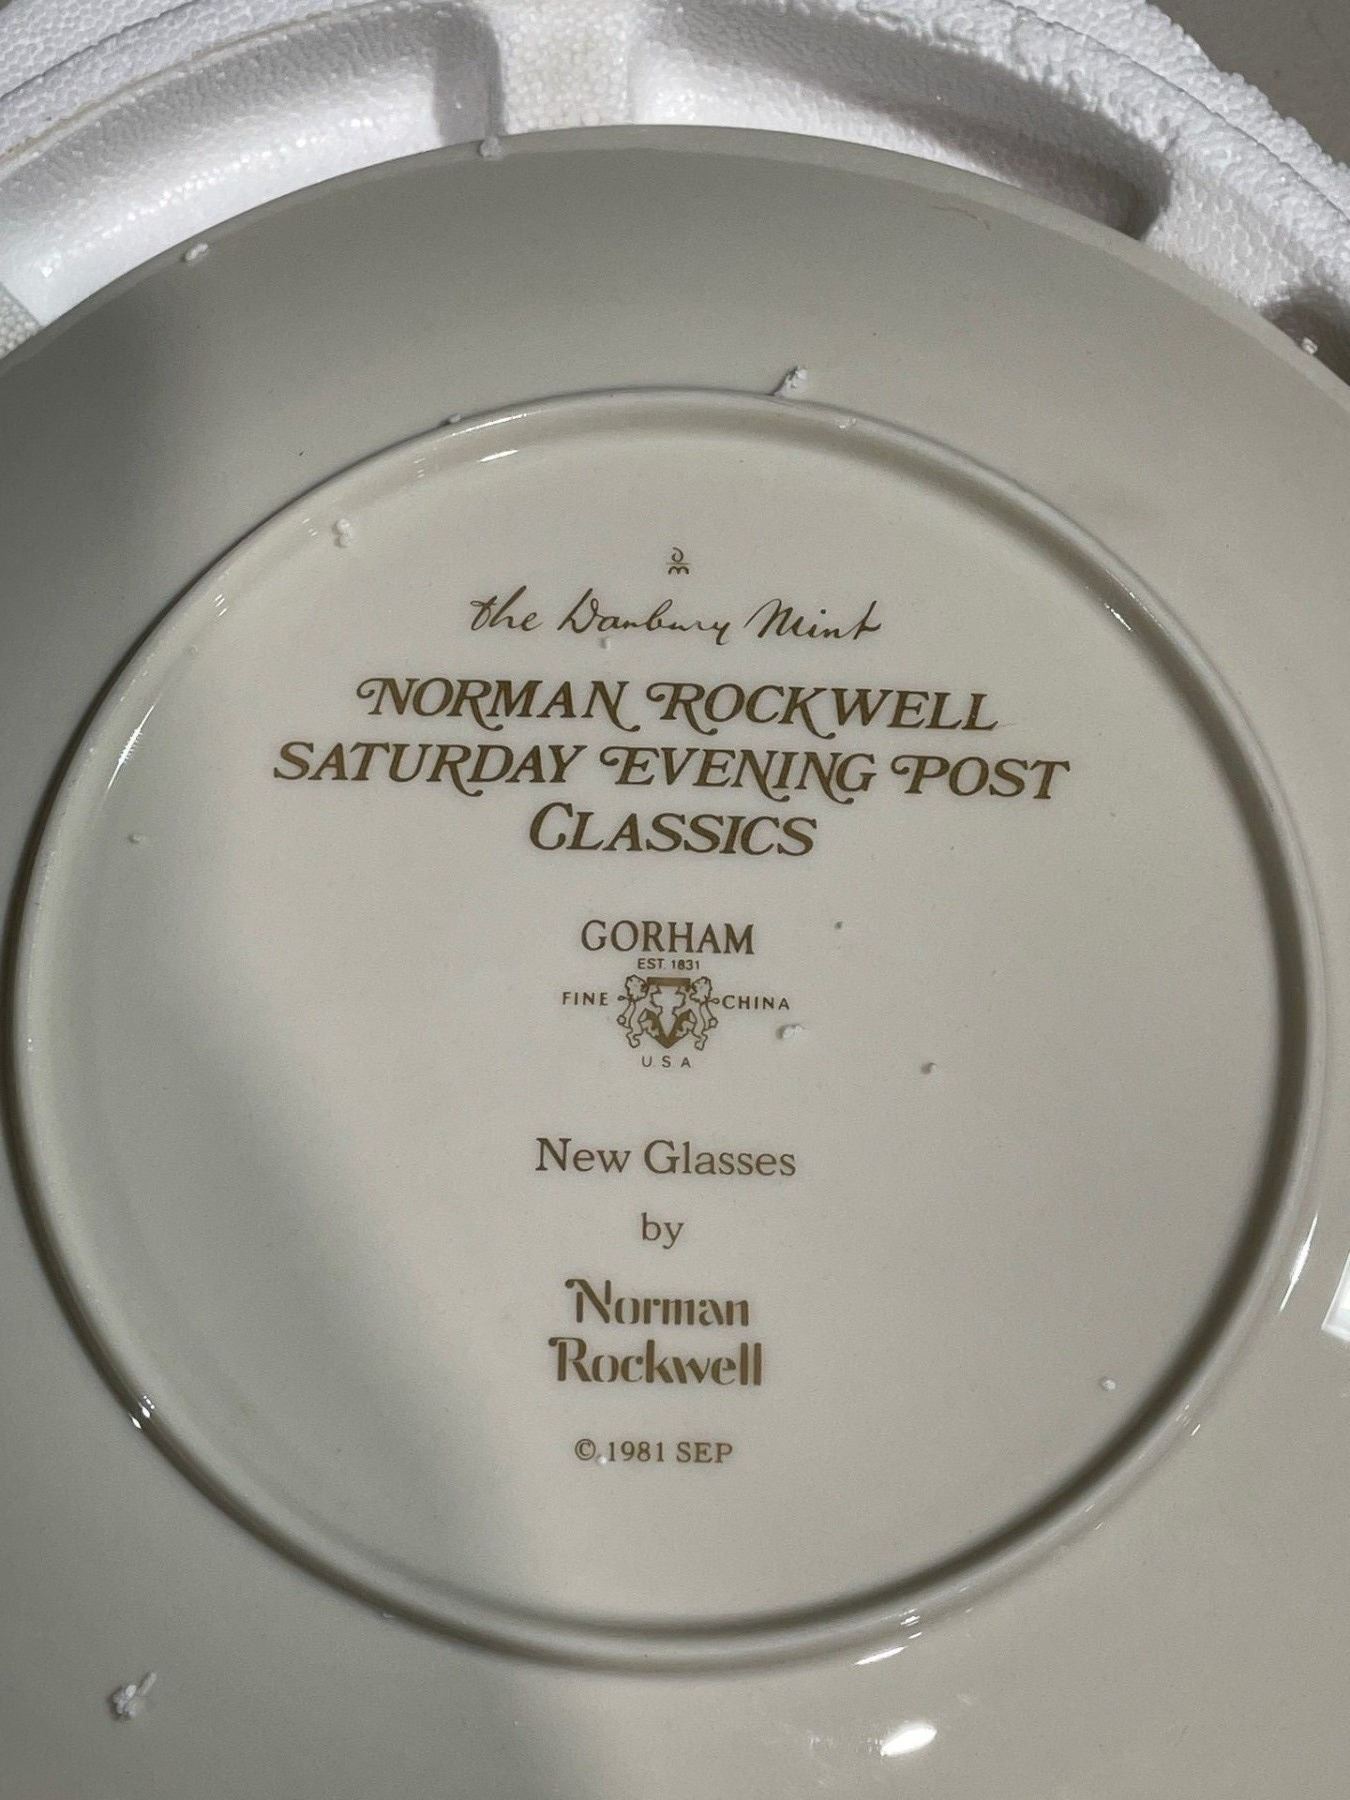 the Danbury Mint
NORMAN ROCKWELL
SATURDAY EVENING POST
CLASSICS
GORHAM
EST. 1831
FINE CHINA
U.S.A
New Glasses
by
Norman
Rockwell
© 1981 SEP